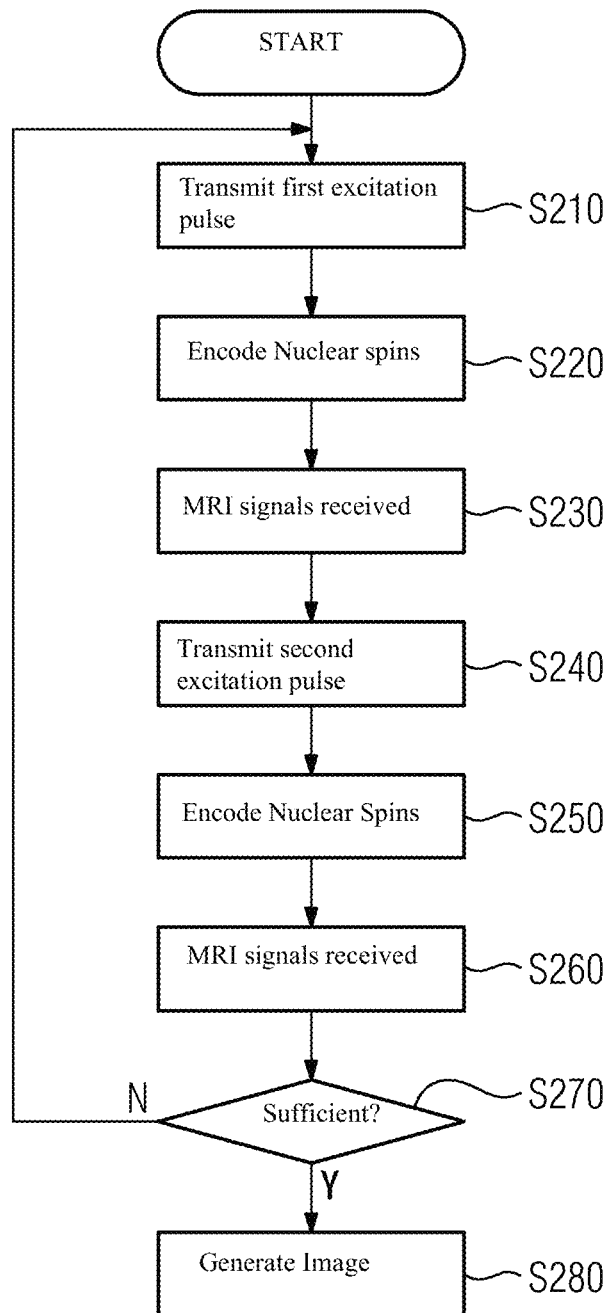 START
Transmit first excitation
pulse
S210
Encode Nuclear spins
S220
MRI signals received
S230
Transmit second
excitation pulse
S240
Encode Nuclear Spins
S250
MRI signals received
S260
N
Sufficient?
S270
Y
Generate Image
S280